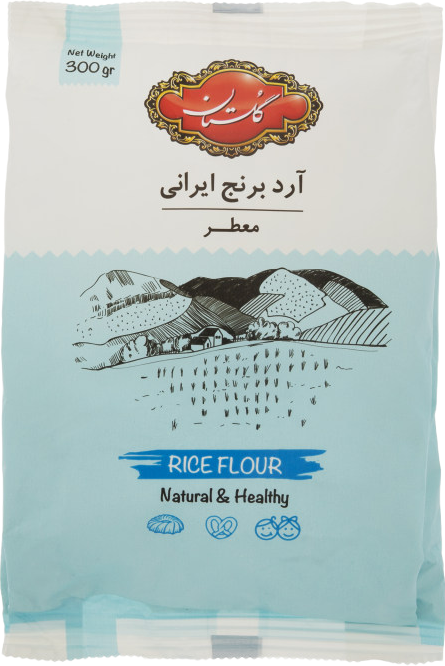 Net Weight
300 gr
گلستان
آرد برنج ایرانی
معطر
RICE FLOUR
Natural & Healthy